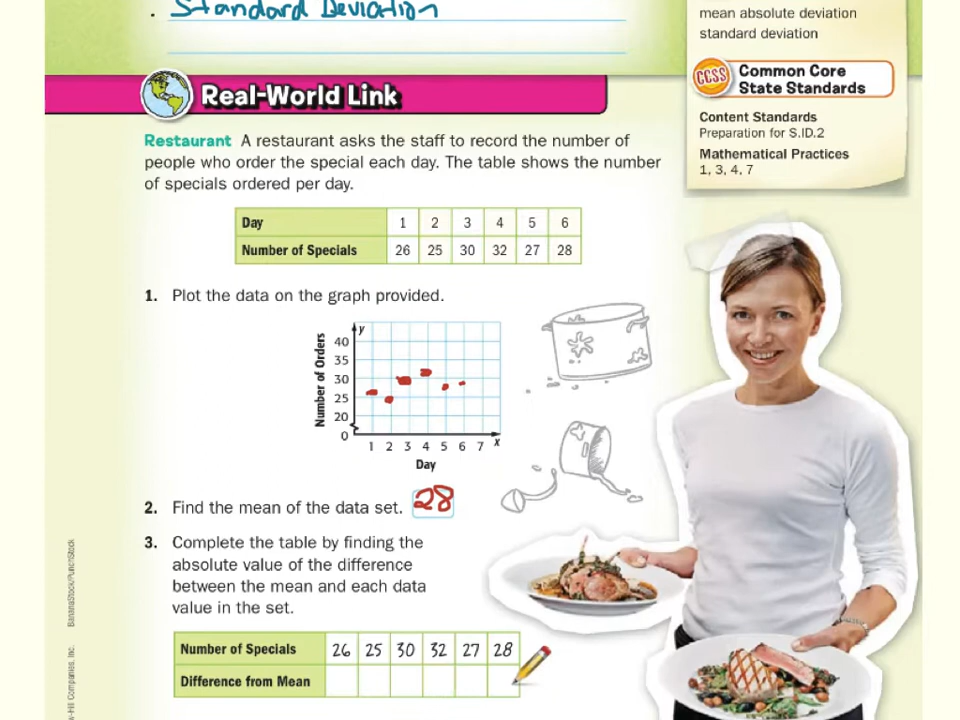 . Standard Deviation
mean absolute deviation
standard deviation
CCSS Common Core
State Standards
Content Standards
Preparation for S.ID.2
Mathematical Practices
1, 3, 4, 7
Real-World Link
Restaurant A restaurant asks the staff to record the number of
people who order the special each day. The table shows the number
of specials ordered per day.
Day 1 2 3 4 5 6
Number of Specials 26 25 30 32 27 28
1. Plot the data on the graph provided.
y
Number of Orders
40
35
30
25
20
0
1 2 3 4 5 6 7 x
Day
2. Find the mean of the data set. 28
3. Complete the table by finding the
absolute value of the difference
between the mean and each data
value in the set.
Number of Specials 26 25 30 32 27 28
Difference from Mean
BananaStock/PunchStock
Companies, Inc.